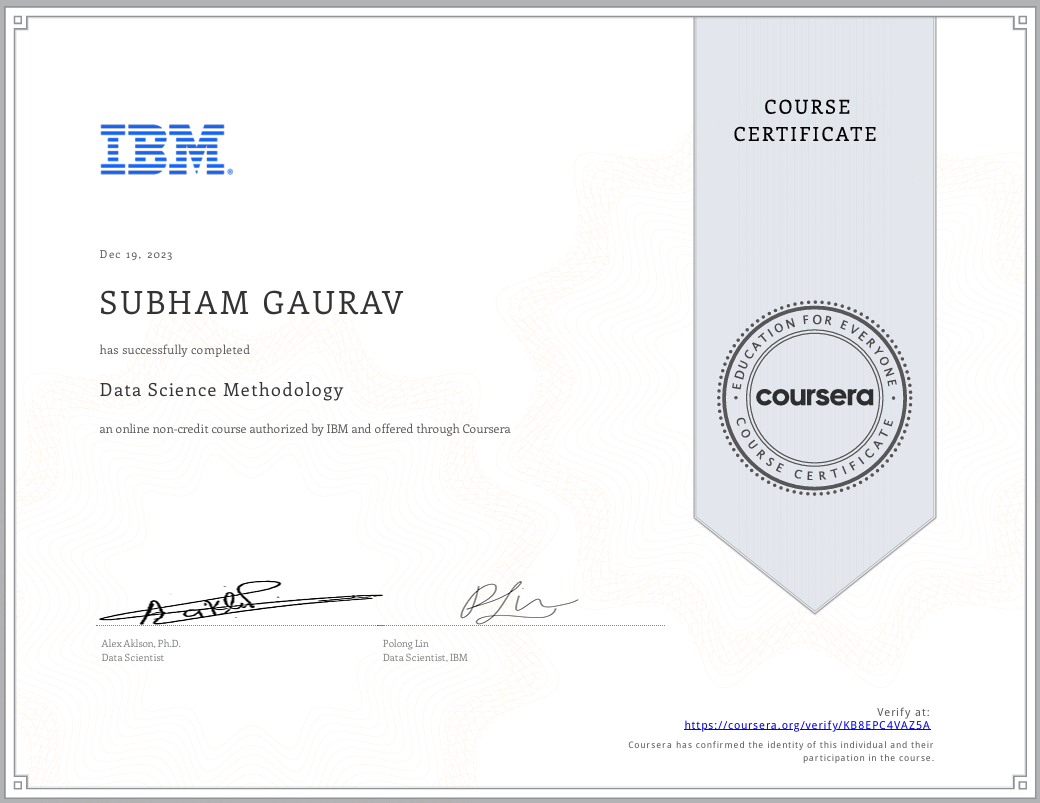 COURSE
CERTIFICATE
IBM®
Dec 19, 2023
SUBHAM GAURAV
has successfully completed
Data Science Methodology
an online non-credit course authorized by IBM and offered through Coursera
EDUCATION FOR EVERYONE
coursera
COURSE CERTIFICATE
Alex Aklson, Ph.D.
Data Scientist
Polong Lin
Data Scientist, IBM
Verify at:
https://coursera.org/verify/KB8EPC4VAZ5A
Coursera has confirmed the identity of this individual and their
participation in the course.